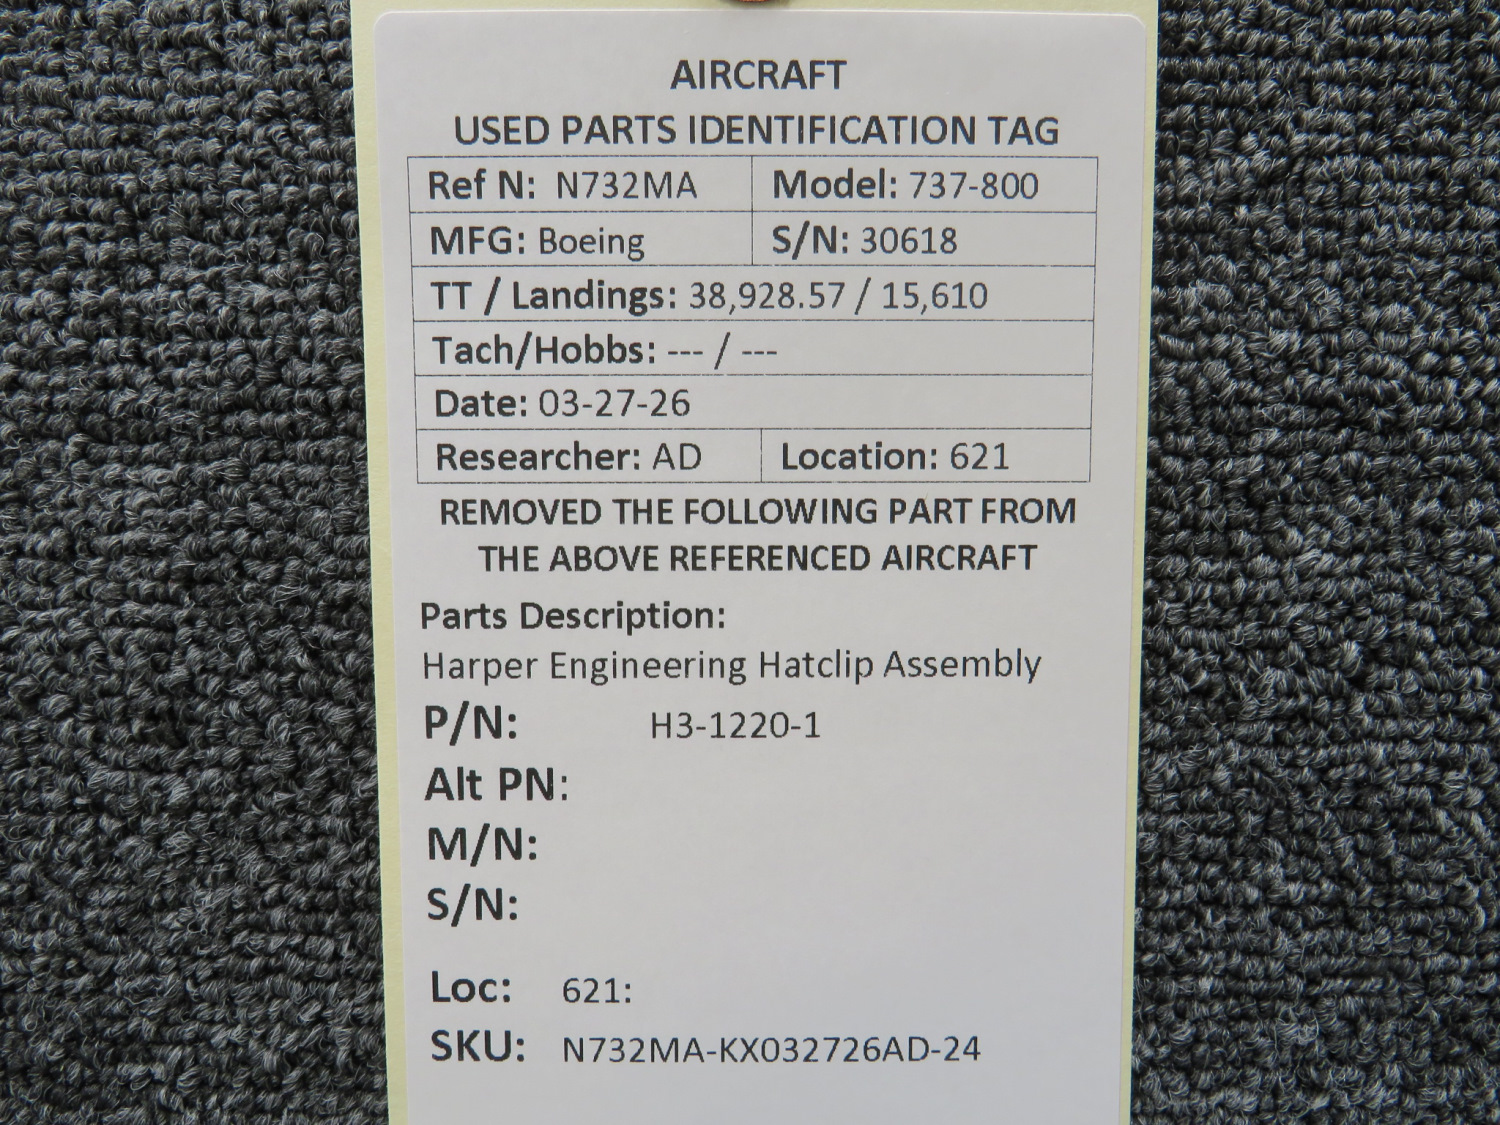 AIRCRAFT
USED PARTS IDENTIFICATION TAG
Ref N: N732MA Model: 737-800
MFG: Boeing S/N: 30618
TT / Landings: 38,928.57 / 15,610
Tach/Hobbs: --- / ---
Date: 03-27-26
Researcher: AD Location: 621
REMOVED THE FOLLOWING PART FROM
THE ABOVE REFERENCED AIRCRAFT
Parts Description:
Harper Engineering Hatclip Assembly
P/N: H3-1220-1
Alt PN:
M/N:
S/N:
Loc: 621:
SKU: N732MA-KX032726AD-24